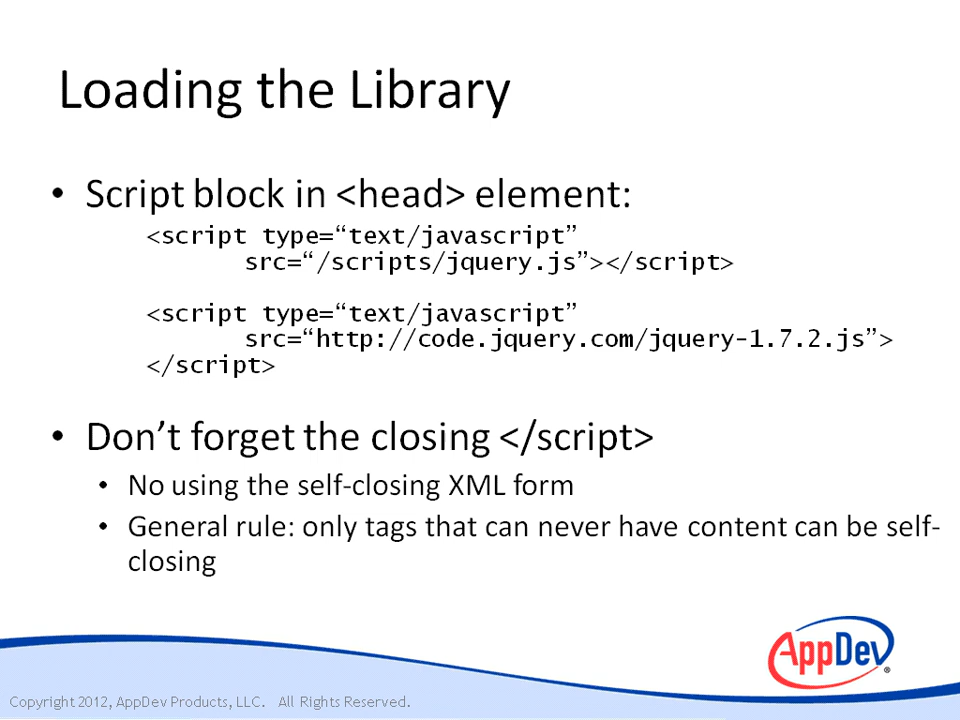 Loading the Library
• Script block in <head> element:
<script type=“text/javascript”
src=“/scripts/jquery.js”></script>
<script type=“text/javascript”
src=“http://code.jquery.com/jquery-1.7.2.js”>
</script>
• Don’t forget the closing </script>
• No using the self-closing XML form
• General rule: only tags that can never have content can be self-
closing
AppDev®
Copyright 2012, AppDev Products, LLC. All Rights Reserved.